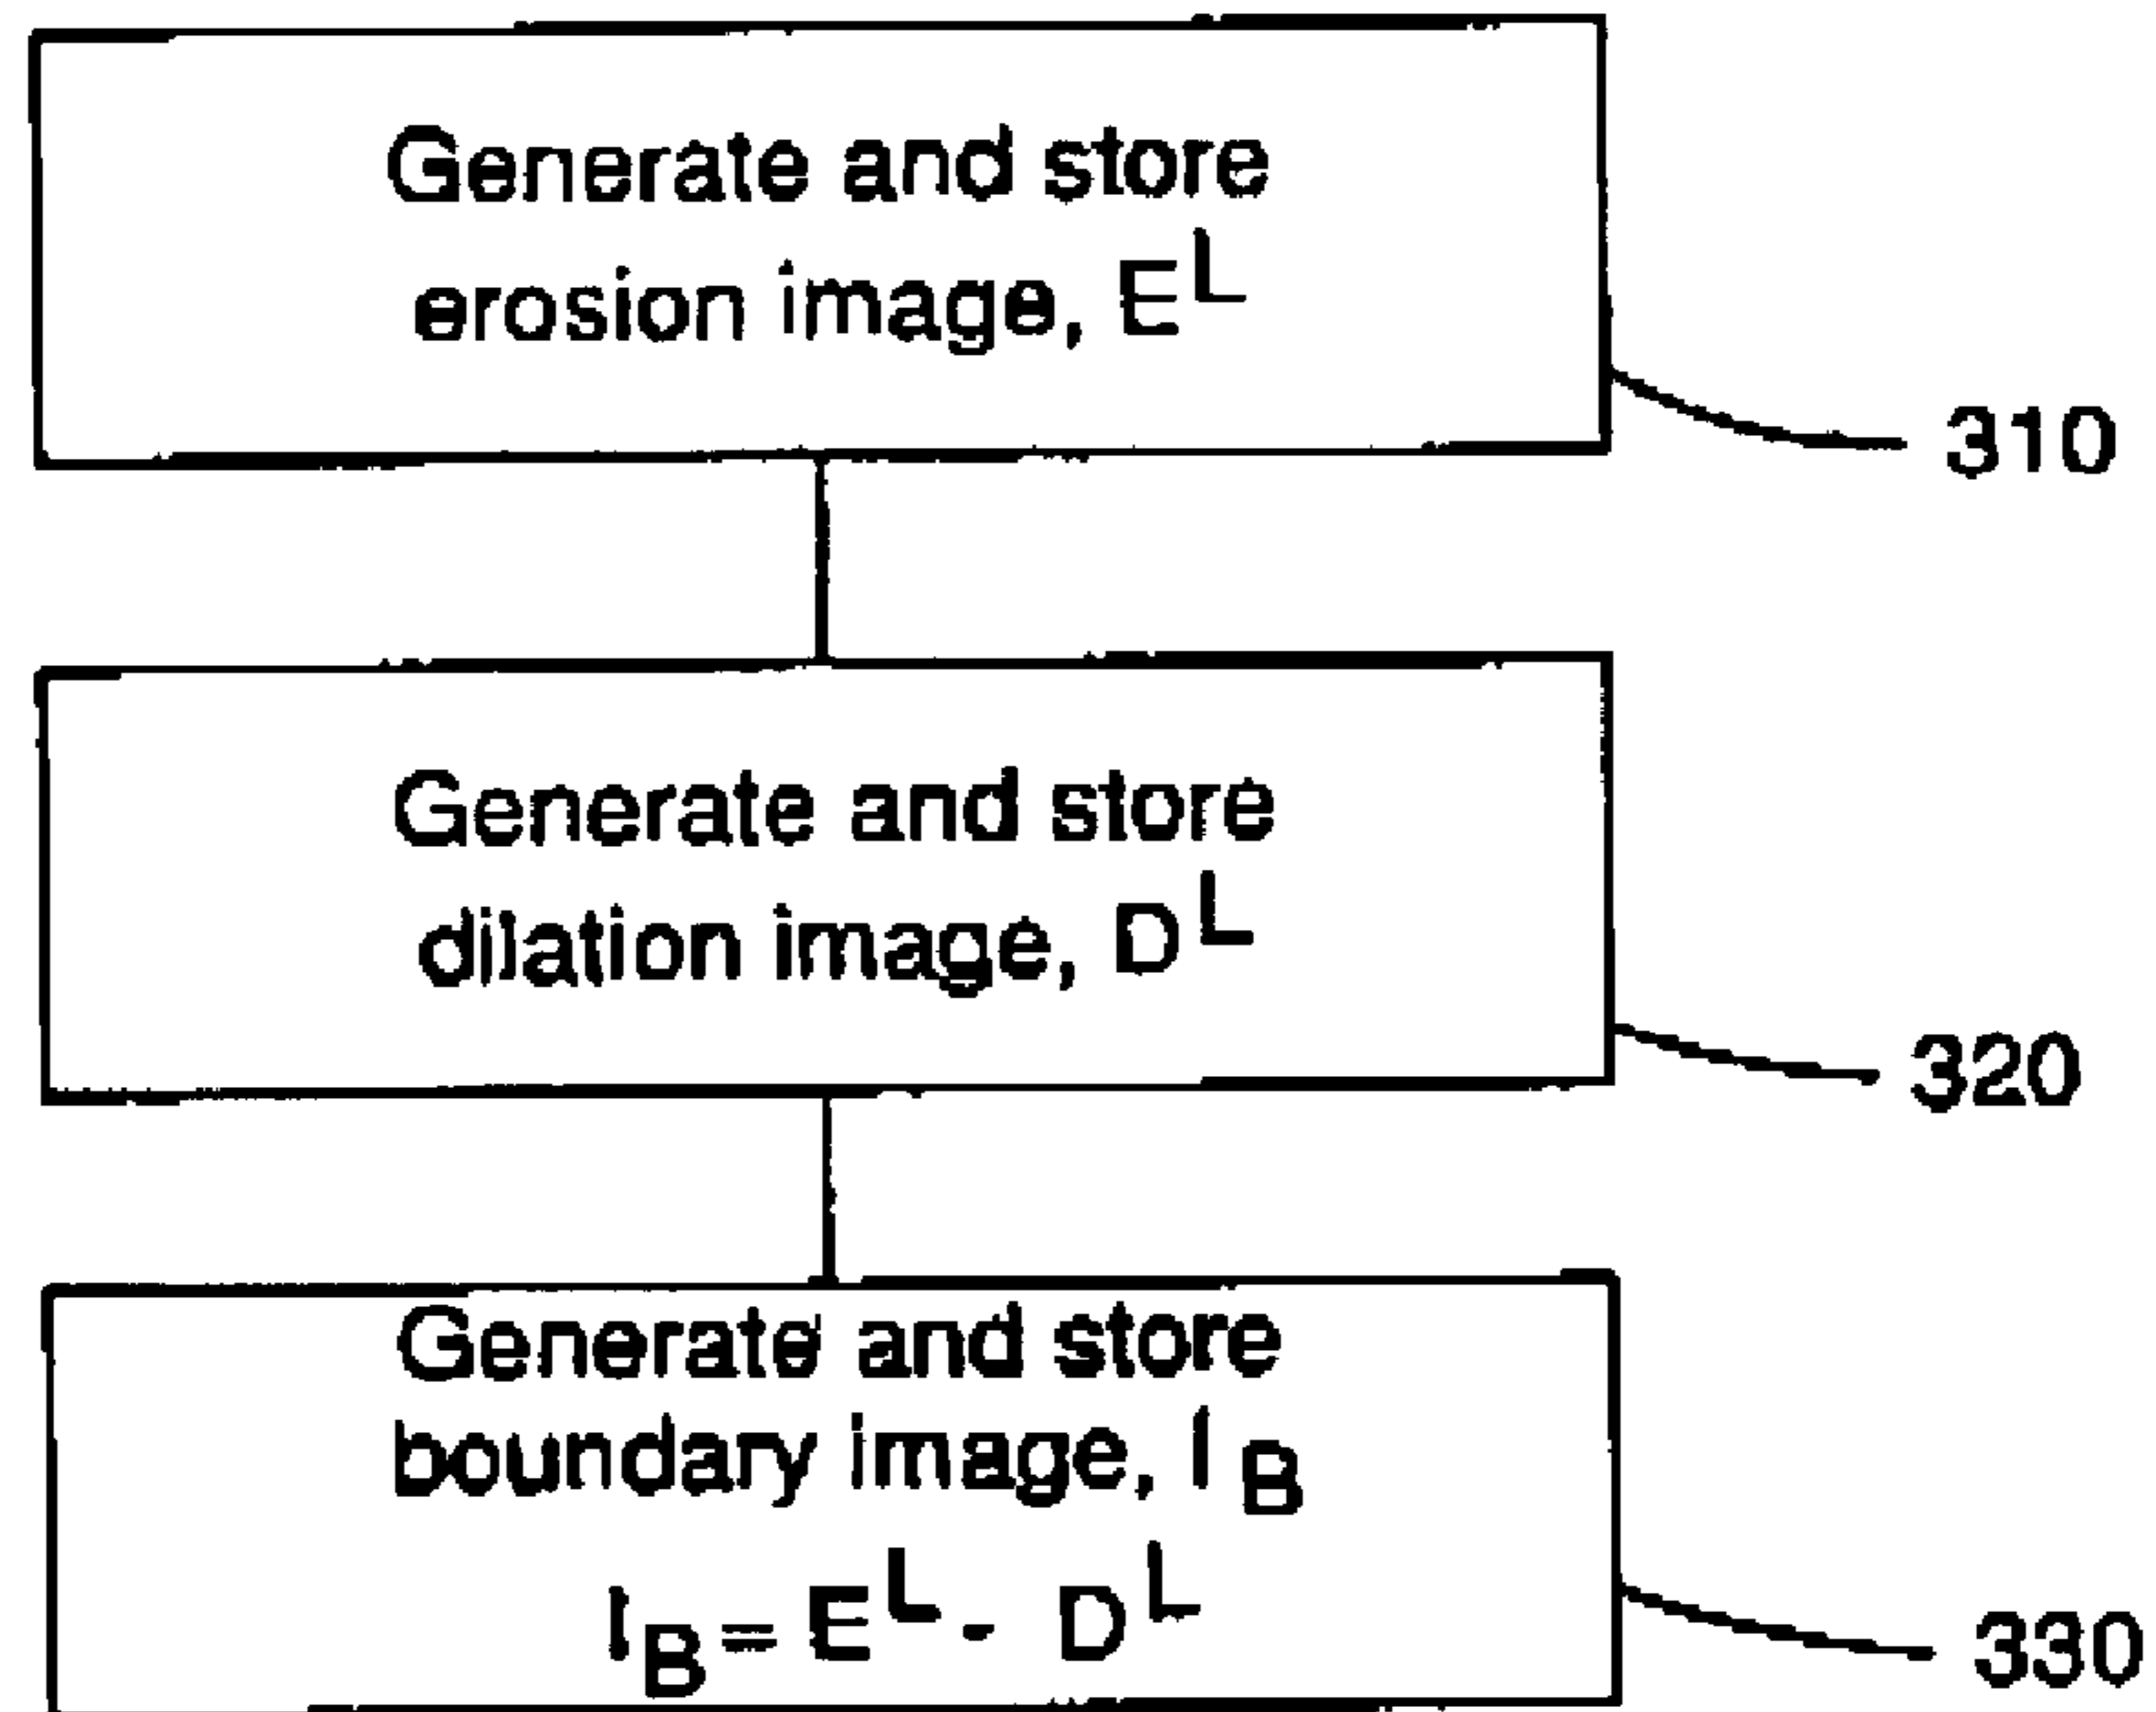 Generate and store
erosion image, E^L
310
Generate and store
dilation image, D^L
320
Generate and store
boundary image, I_B
I_B = E^L - D^L
330